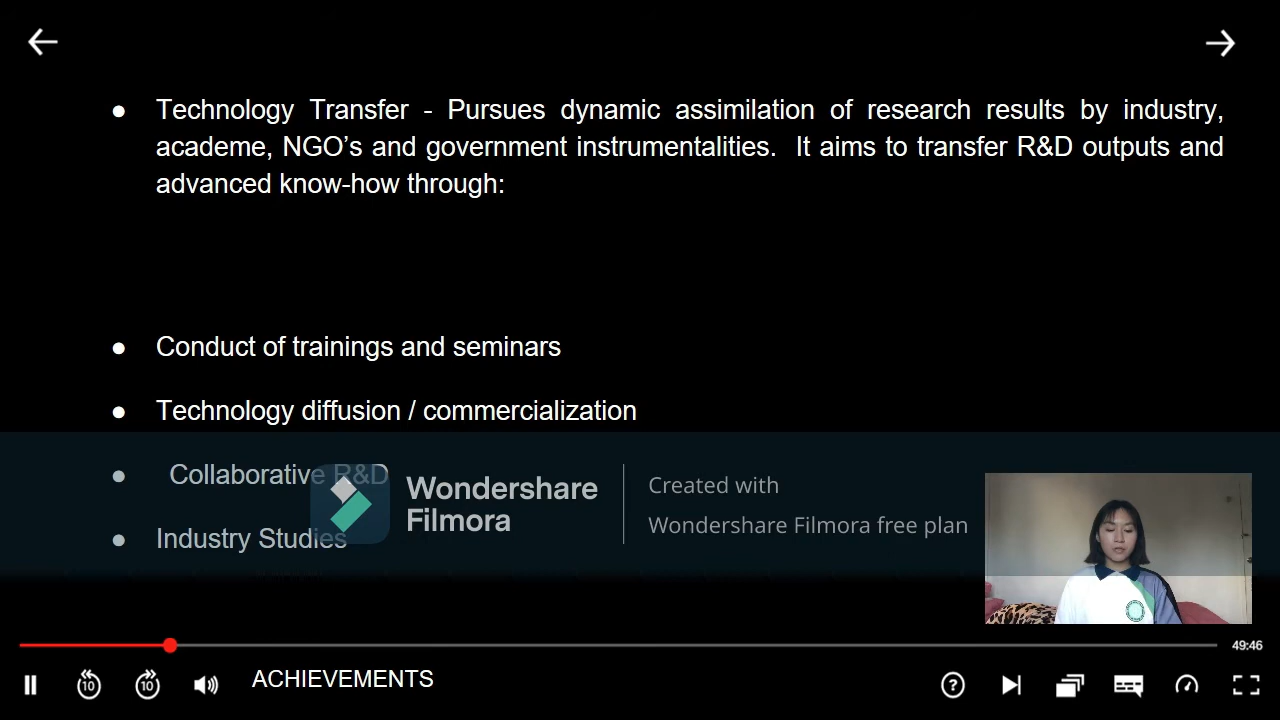 ● Technology Transfer - Pursues dynamic assimilation of research results by industry,
academe, NGO’s and government instrumentalities.  It aims to transfer R&D outputs and
advanced know-how through:
● Conduct of trainings and seminars
● Technology diffusion / commercialization
● Collaborative R&D
● Industry Studies
Wondershare
Filmora
Created with
Wondershare Filmora free plan
49:46
10
10
ACHIEVEMENTS
?